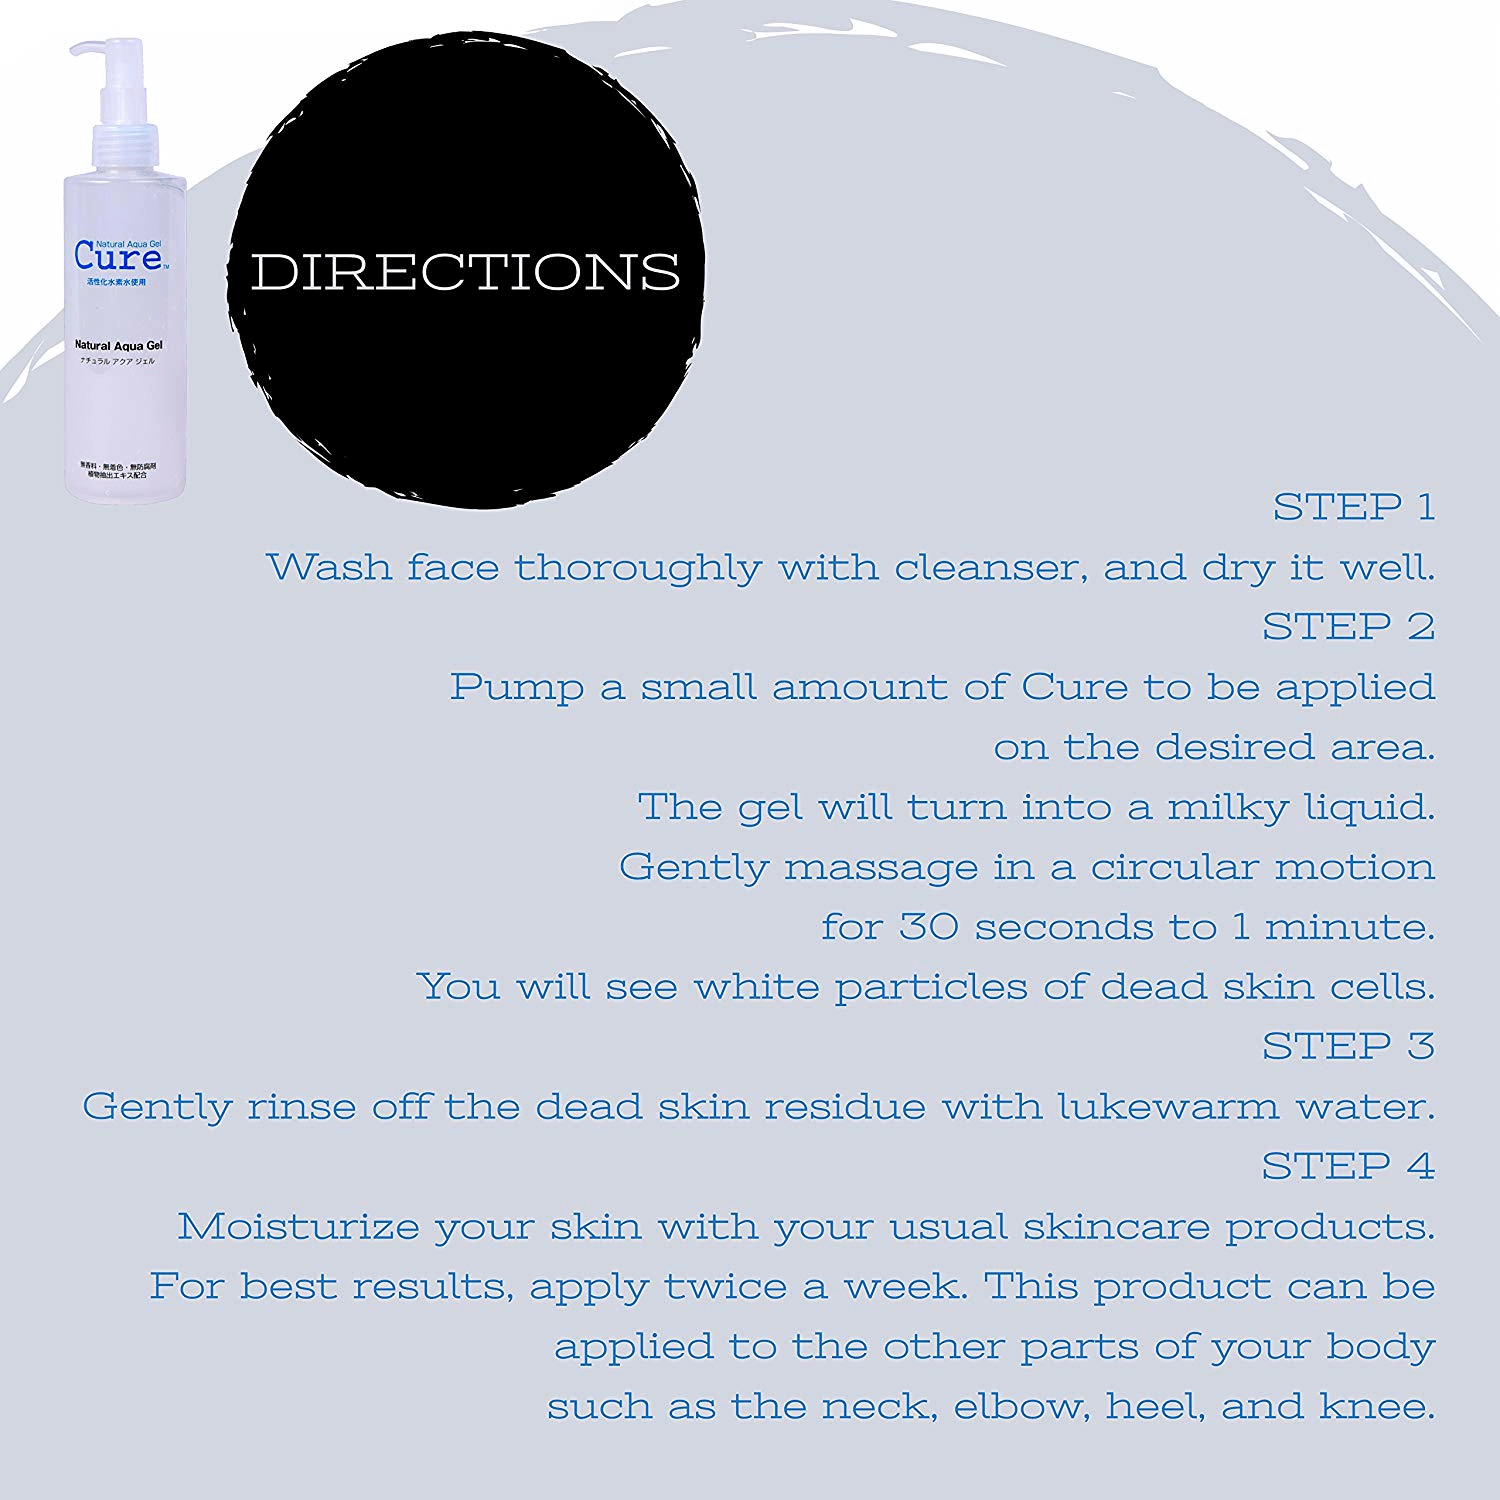 Natural Aqua Gel
Cure™
活性化水素水使用
Natural Aqua Gel
ナチュラル アクア ジェル
無香料・無着色・無防腐剤
植物抽出エキス配合
DIRECTIONS
STEP 1
Wash face thoroughly with cleanser, and dry it well.
STEP 2
Pump a small amount of Cure to be applied
on the desired area.
The gel will turn into a milky liquid.
Gently massage in a circular motion
for 30 seconds to 1 minute.
You will see white particles of dead skin cells.
STEP 3
Gently rinse off the dead skin residue with lukewarm water.
STEP 4
Moisturize your skin with your usual skincare products.
For best results, apply twice a week. This product can be
applied to the other parts of your body
such as the neck, elbow, heel, and knee.